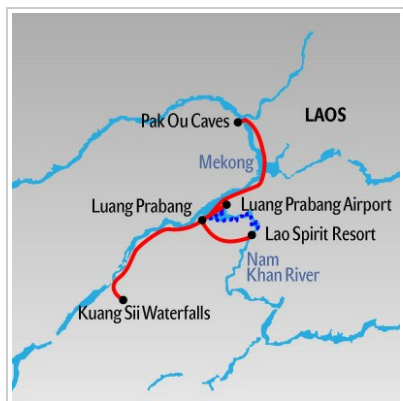 Pak Ou Caves
LAOS
Mekong
Luang Prabang
Luang Prabang Airport
Lao Spirit Resort
Nam
Khan River
Kuang Sii Waterfalls